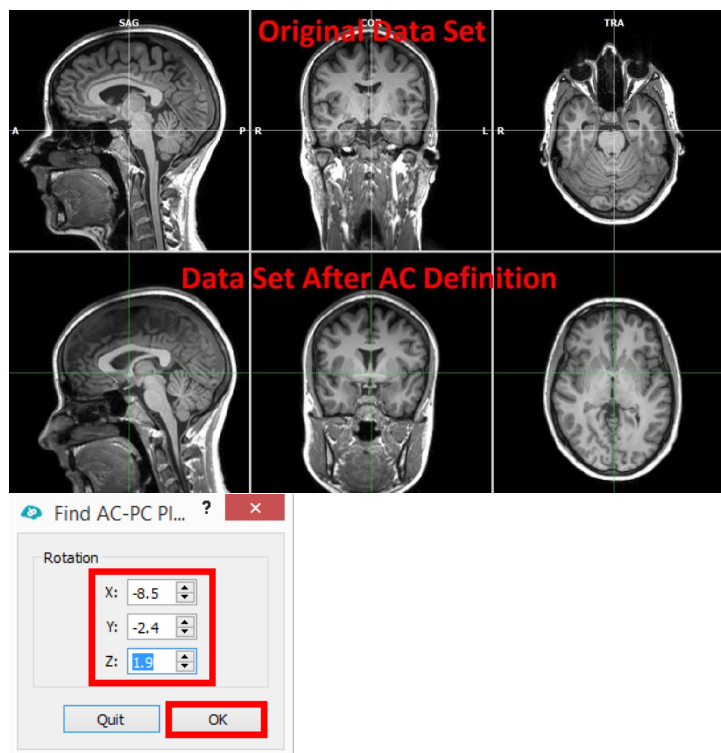 SAG
COR
TRA
Original Data Set
A
P
R
L
R
Data Set After AC Definition
Find AC-PC Pl... ?
Rotation
X: -8.5
Y: -2.4
Z: 1.9
Quit
OK